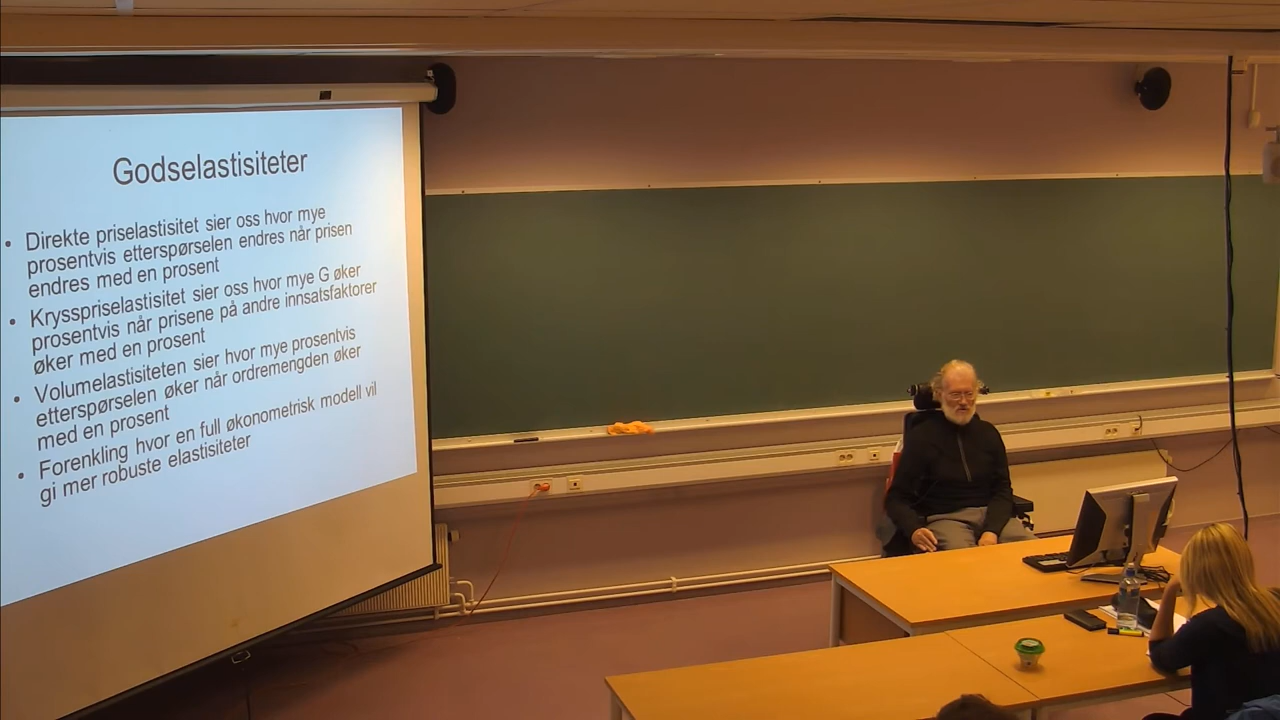 Godselastisiteter
• Direkte priselastisitet sier oss hvor mye
prosentvis etterspørselen endres når prisen
endres med en prosent
• Krysspriselastisitet sier oss hvor mye G øker
prosentvis når prisene på andre innsatsfaktorer
øker med en prosent
• Volumelastisiteten sier hvor mye prosentvis
etterspørselen øker når ordremengden øker
med en prosent
• Forenkling hvor en full økonometrisk modell vil
gi mer robuste elastisiteter